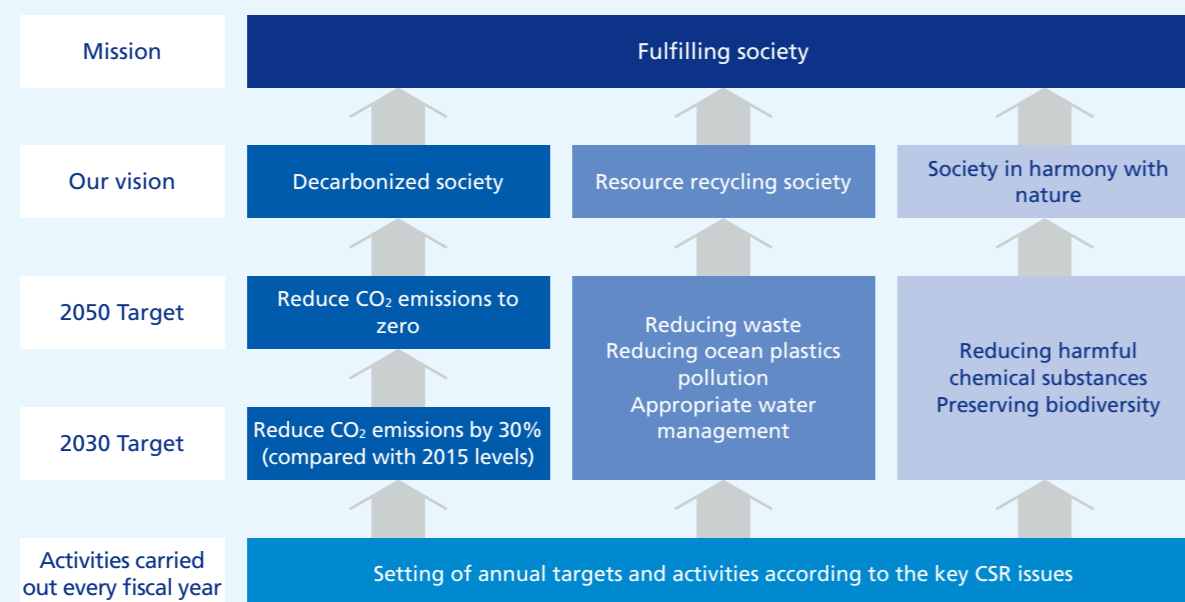 Mission
Fulfilling society
Our vision
Decarbonized society
Resource recycling society
Society in harmony with
nature
2050 Target
Reduce CO₂ emissions to
zero
2030 Target
Reduce CO₂ emissions by 30%
(compared with 2015 levels)
Reducing waste
Reducing ocean plastics
pollution
Appropriate water
management
Reducing harmful
chemical substances
Preserving biodiversity
Activities carried
out every fiscal year
Setting of annual targets and activities according to the key CSR issues